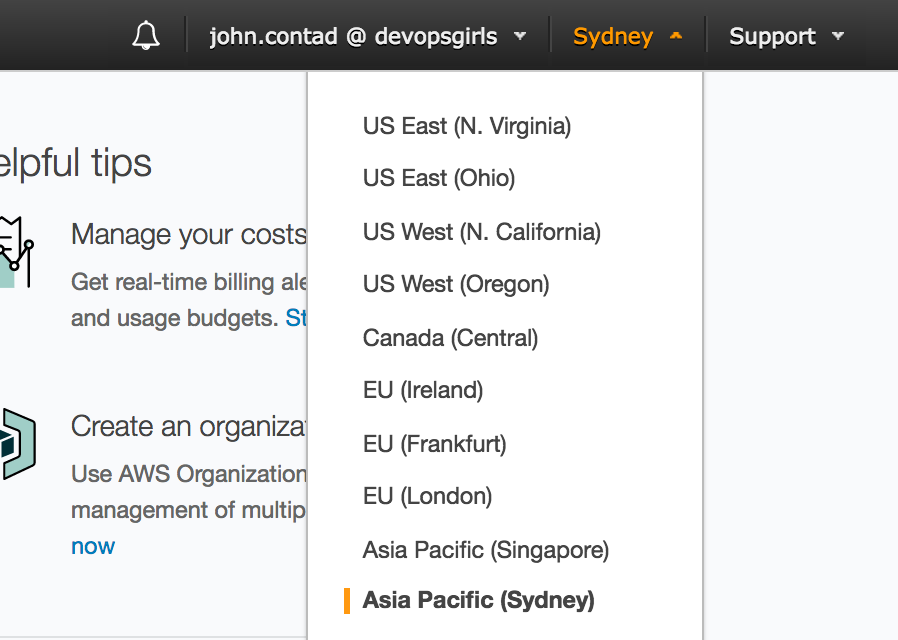 john.contad @ devopsgirls Sydney Support
elpful tips
Manage your costs
Get real-time billing ale
and usage budgets. St
Create an organizat
Use AWS Organization
management of multip
now
US East (N. Virginia)
US East (Ohio)
US West (N. California)
US West (Oregon)
Canada (Central)
EU (Ireland)
EU (Frankfurt)
EU (London)
Asia Pacific (Singapore)
Asia Pacific (Sydney)